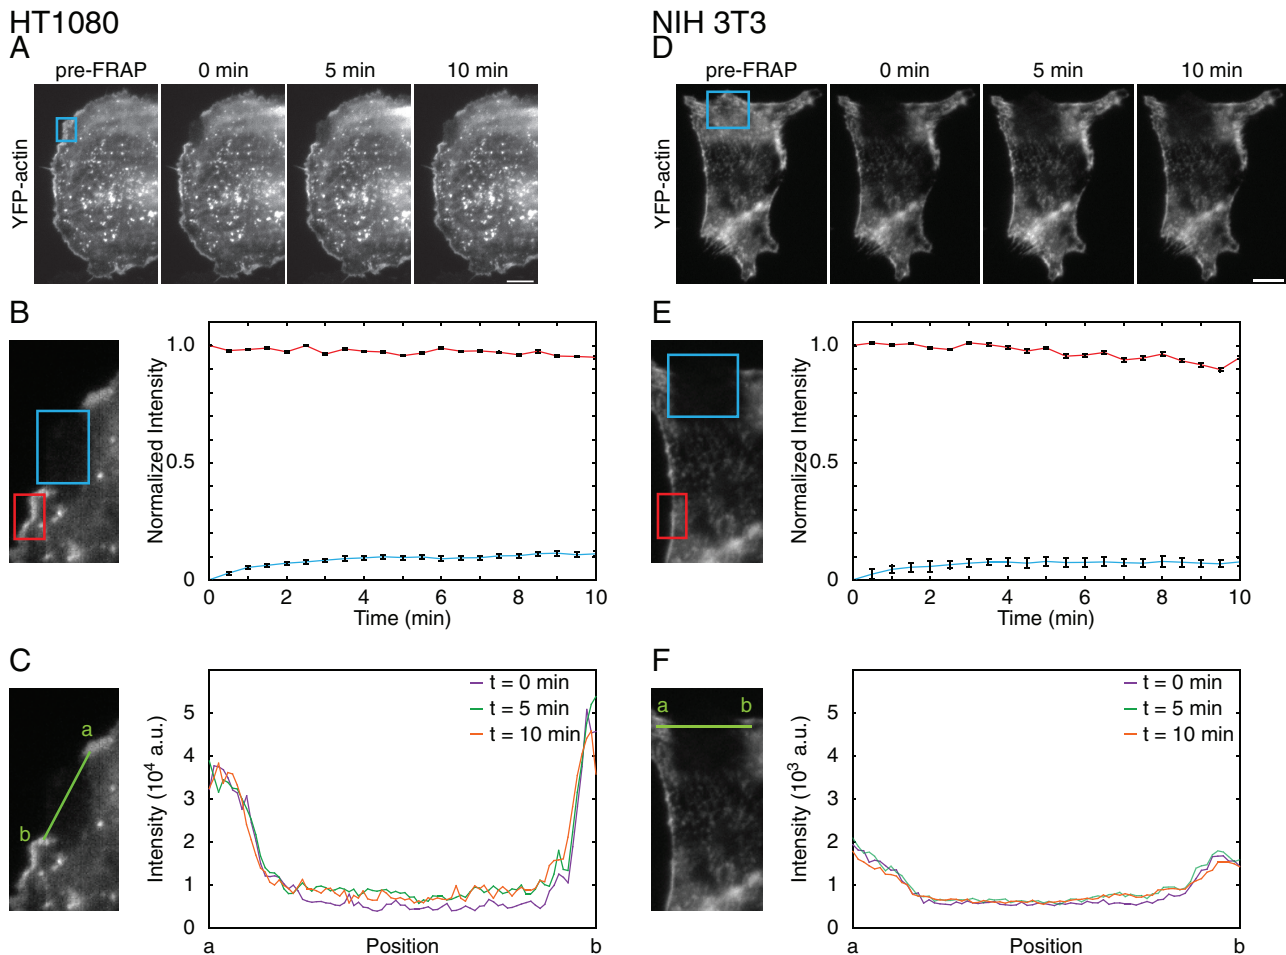 HT1080
NIH 3T3
A
pre-FRAP 0 min 5 min 10 min
YFP-actin
D
pre-FRAP 0 min 5 min 10 min
YFP-actin
B
Normalized Intensity
1.0
0.5
0
0 2 4 6 8 10
Time (min)
E
Normalized Intensity
1.0
0.5
0
0 2 4 6 8 10
Time (min)
C
a
b
Intensity (10⁴ a.u.)
5
4
3
2
1
0
t = 0 min
t = 5 min
t = 10 min
a Position b
F
a b
Intensity (10³ a.u.)
5
4
3
2
1
0
t = 0 min
t = 5 min
t = 10 min
a Position b